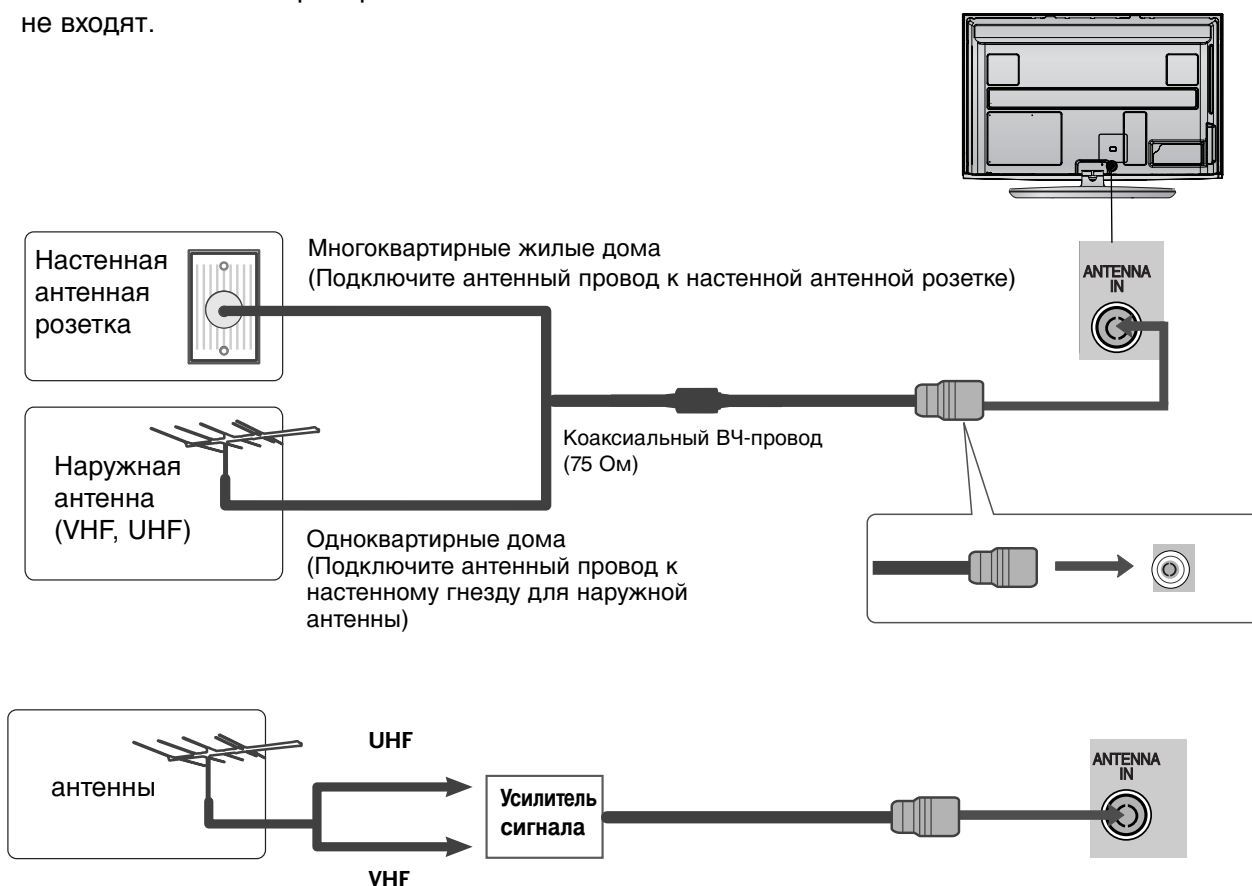 не входят.
Настенная
антенная
розетка
Многоквартирные жилые дома
(Подключите антенный провод к настенной антенной розетке)
ANTENNA
IN
Коаксиальный ВЧ-провод
(75 Ом)
Наружная
антенна
(VHF, UHF)
Одноквартирные дома
(Подключите антенный провод к
настенному гнезду для наружной
антенны)
антенны
UHF
VHF
Усилитель
сигнала
ANTENNA
IN